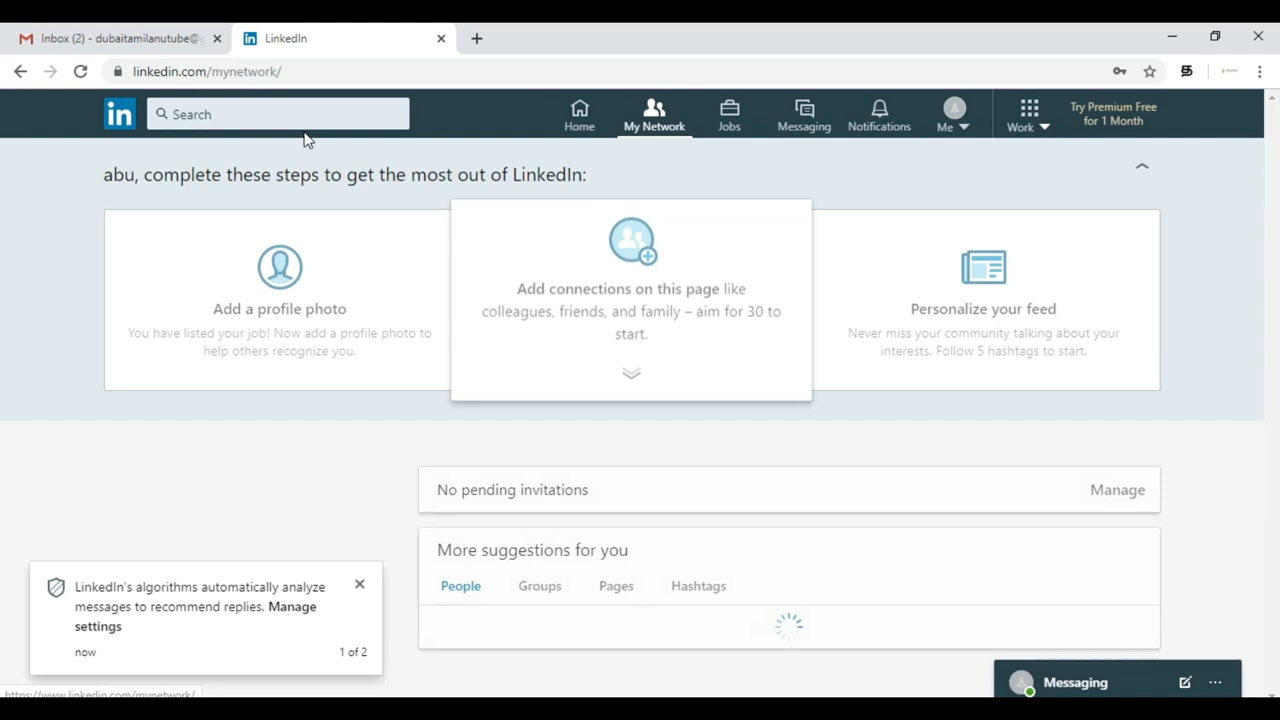 Inbox (2) - dubaitamilanutube@g
LinkedIn
linkedin.com/mynetwork/
in
Search
Home
My Network
Jobs
Messaging
Notifications
Me
Work
Try Premium Free
for 1 Month
abu, complete these steps to get the most out of LinkedIn:
Add a profile photo
You have listed your job! Now add a profile photo to
help others recognize you.
Add connections on this page like
colleagues, friends, and family – aim for 30 to
start.
Personalize your feed
Never miss your community talking about your
interests. Follow 5 hashtags to start.
No pending invitations
Manage
More suggestions for you
People
Groups
Pages
Hashtags
LinkedIn's algorithms automatically analyze
messages to recommend replies. Manage
settings
now
1 of 2
Messaging
https://www.linkedin.com/mynetwork/